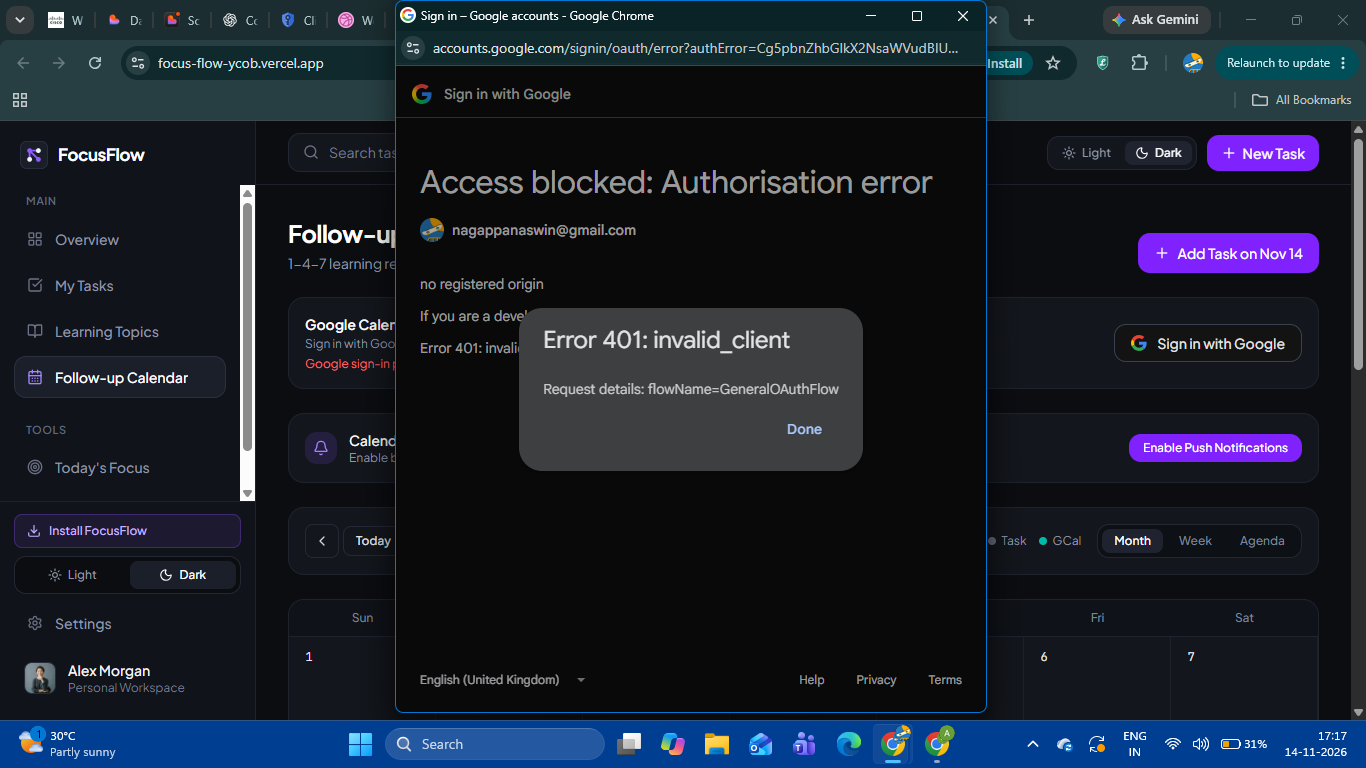 W
Da
Sc
Co
Cl
We
Sign in – Google accounts - Google Chrome
Ask Gemini
focus-flow-ycob.vercel.app
accounts.google.com/signin/oauth/error?authError=Cg5pbnZhbGlkX2NsaWVudBIU...
Install
Relaunch to update
All Bookmarks
Sign in with Google
FocusFlow
Search tas
Light
Dark
+ New Task
MAIN
Overview
My Tasks
Learning Topics
Follow-up Calendar
TOOLS
Today's Focus
Install FocusFlow
Light
Dark
Settings
Alex Morgan
Personal Workspace
Follow-up
1-4-7 learning re
+ Add Task on Nov 14
Google Calen
Sign in with Goo
Google sign-in p
Sign in with Google
Calend
Enable b
Enable Push Notifications
Today
Task
GCal
Month
Week
Agenda
Sun
Fri
Sat
1
6
7
Access blocked: Authorisation error
nagappanaswin@gmail.com
no registered origin
If you are a devel
Error 401: invali
Error 401: invalid_client
Request details: flowName=GeneralOAuthFlow
Done
English (United Kingdom)
Help
Privacy
Terms
1
30°C
Partly sunny
Search
A
ENG
IN
31%
17:17
14-11-2026